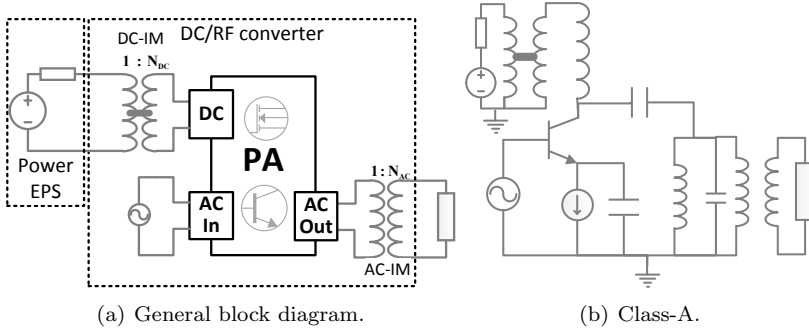 DC/RF converter
DC-IM
1 : N_DC
DC
PA
Power
EPS
AC
In
AC
Out
1 : N_AC
AC-IM
(a) General block diagram.
(b) Class-A.